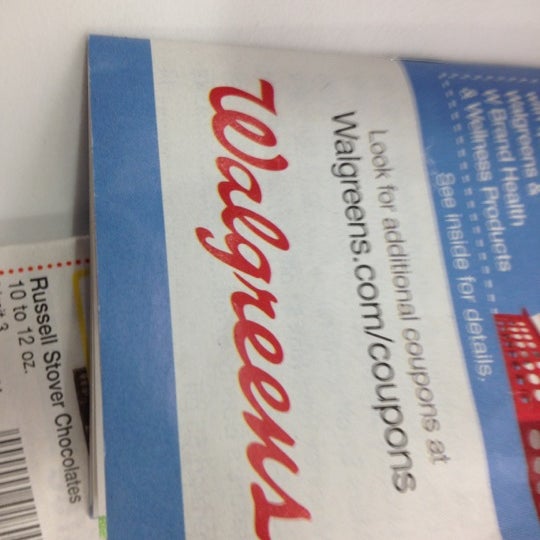 Walgreens &
W Brand Health
& Wellness Products
See inside for details.
Look for additional coupons at
Walgreens.com/coupons
Walgreens
Russell Stover Chocolates
10 to 12 oz.